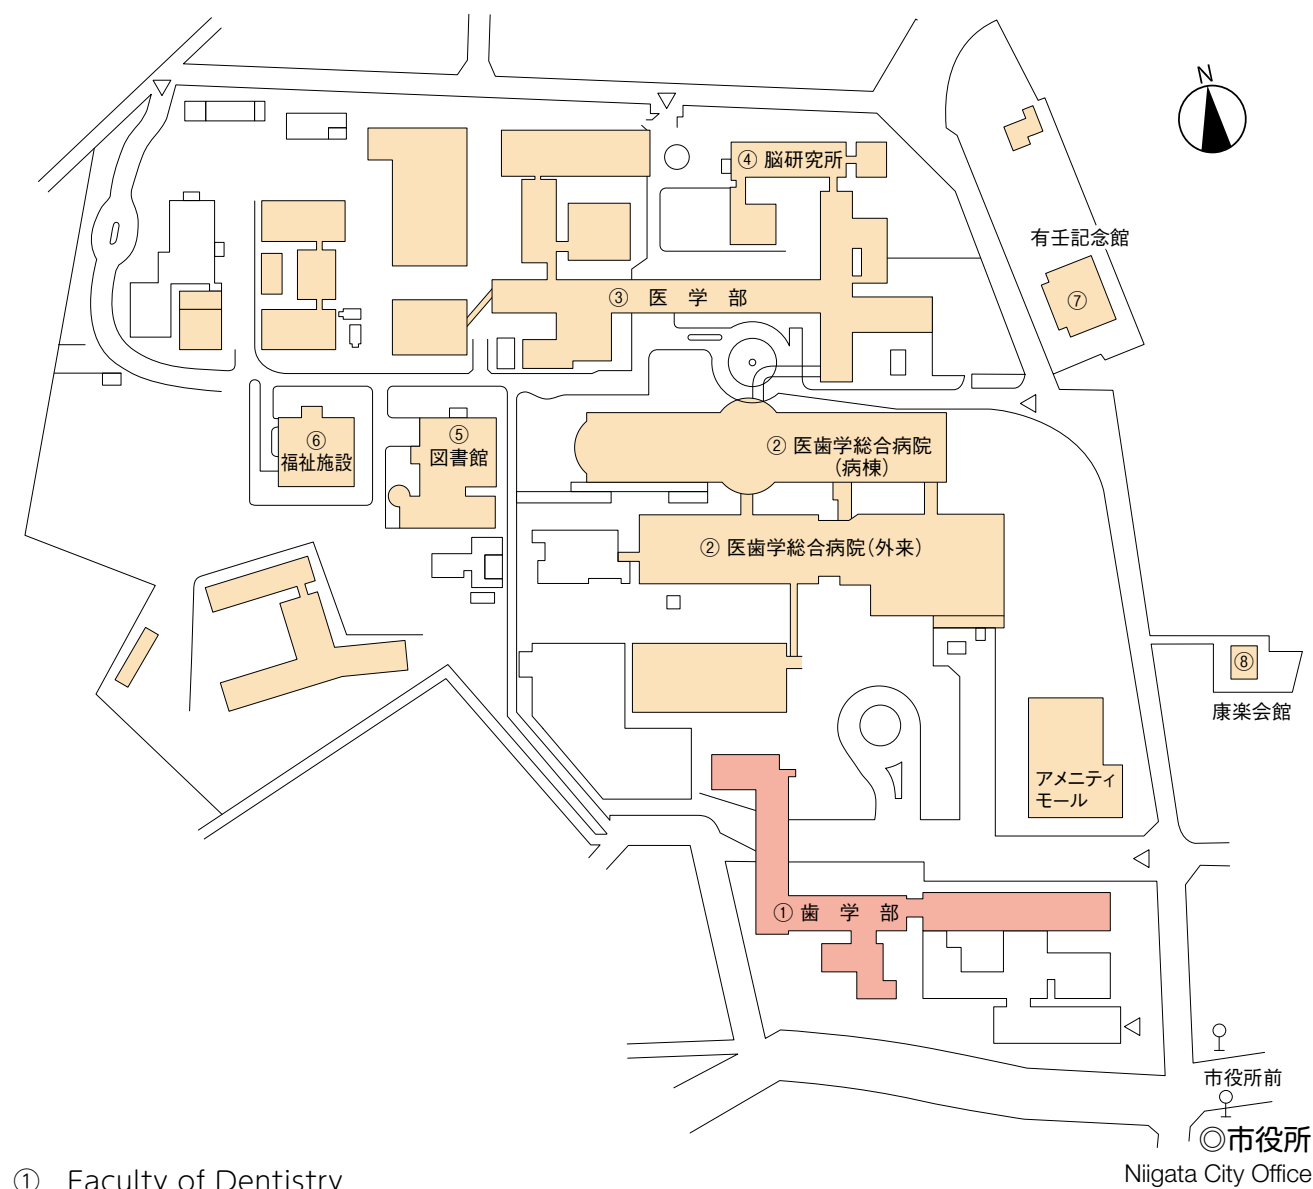 N
④ 脳研究所
有壬記念館
⑦
③ 医 学 部
② 医歯学総合病院
(病棟)
⑥
福祉施設
⑤
図書館
② 医歯学総合病院(外来)
⑧
康楽会館
アメニティ
モール
① 歯 学 部
市役所前
◎市役所
Niigata City Office
① Faculty of Dentistry